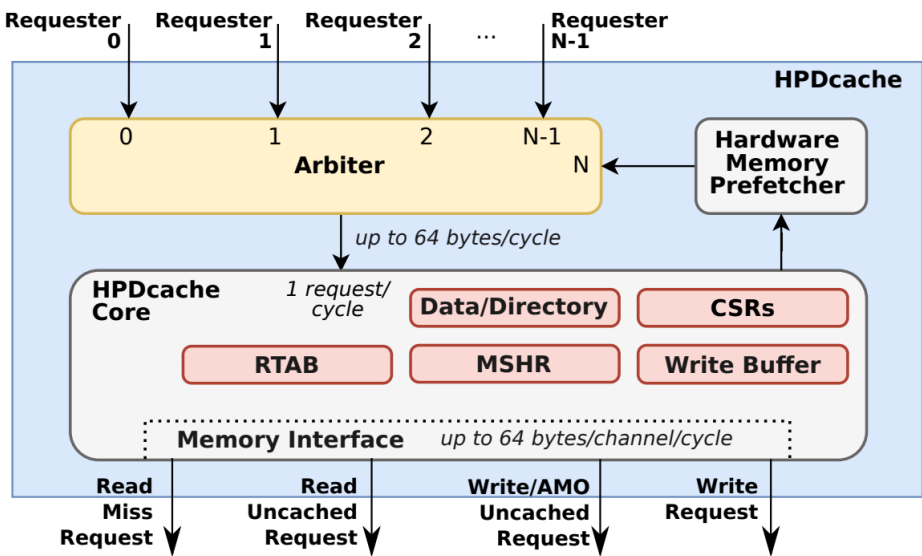 Requester 0
Requester 1
Requester 2
...
Requester N-1
HPDcache
0
1
2
N-1
N
Arbiter
Hardware
Memory
Prefetcher
up to 64 bytes/cycle
HPDcache
Core
1 request/
cycle
Data/Directory
CSRs
RTAB
MSHR
Write Buffer
Memory Interface
up to 64 bytes/channel/cycle
Read
Miss
Request
Read
Uncached
Request
Write/AMO
Uncached
Request
Write
Request